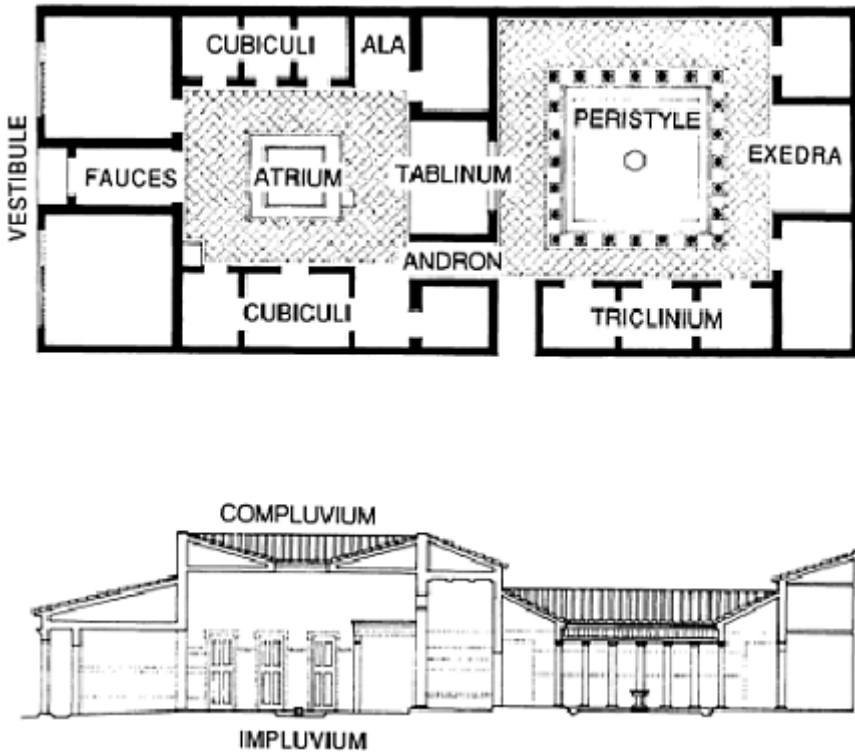 CUBICULI
ALA
VESTIBULE
FAUCES
ATRIUM
TABLINUM
PERISTYLE
EXEDRA
ANDRON
CUBICULI
TRICLINIUM
COMPLUVIUM
IMPLUVIUM